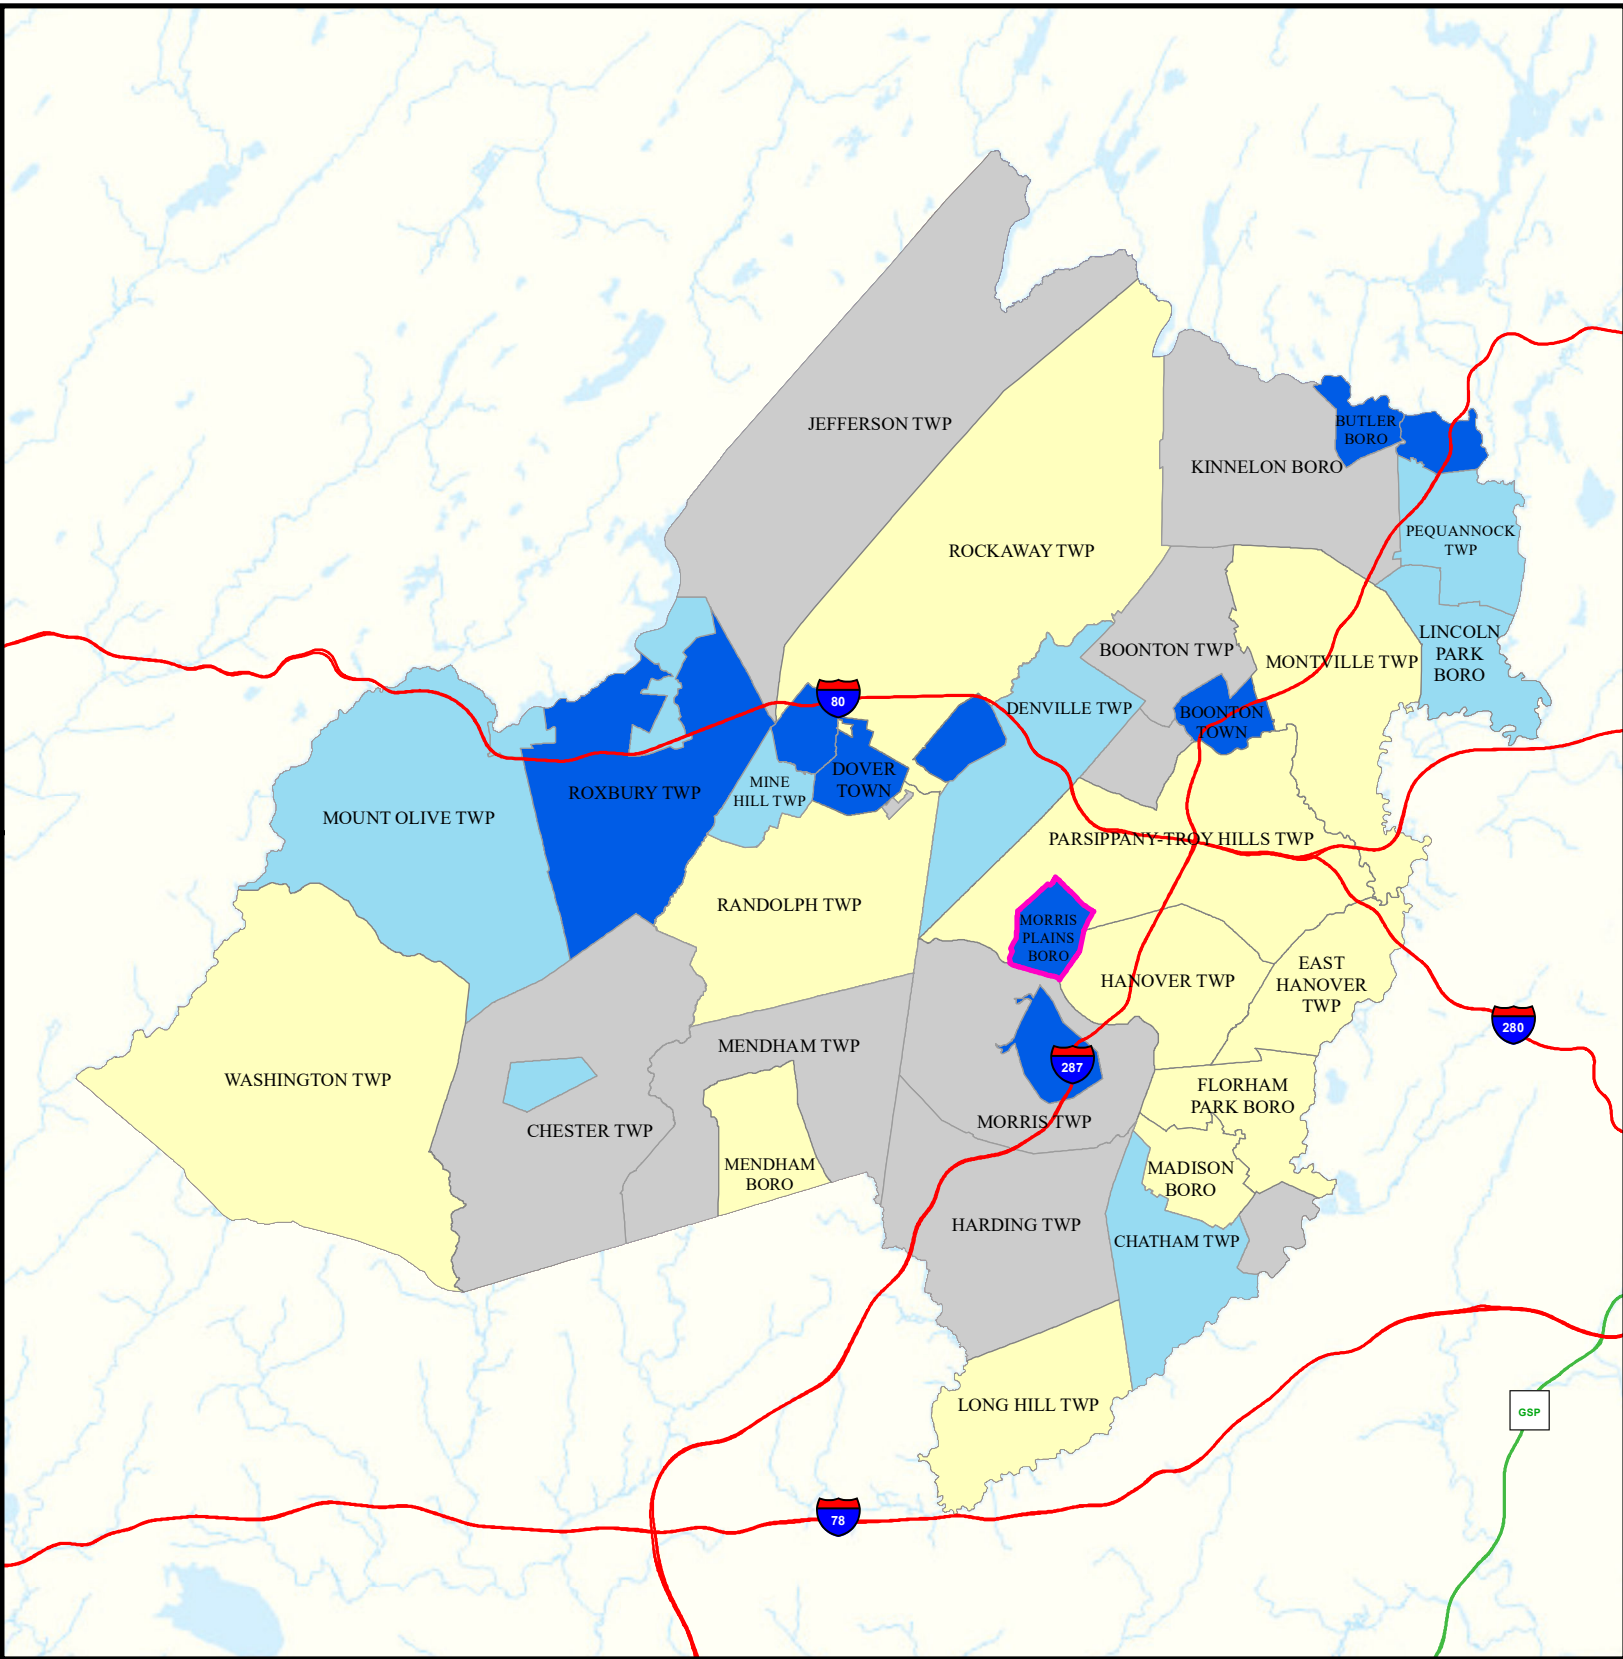 JEFFERSON TWP
BUTLER
BORO
KINNELON BORO
PEQUANNOCK
TWP
ROCKAWAY TWP
LINCOLN
PARK
BORO
BOONTON TWP
MONTVILLE TWP
80
DENVILLE TWP
BOONTON
TOWN
DOVER
TOWN
MINE
HILL TWP
ROXBURY TWP
MOUNT OLIVE TWP
PARSIPPANY-TROY HILLS TWP
RANDOLPH TWP
MORRIS
PLAINS
BORO
HANOVER TWP
EAST
HANOVER
TWP
280
MENDHAM TWP
287
WASHINGTON TWP
FLORHAM
PARK BORO
CHESTER TWP
MORRIS TWP
MENDHAM
BORO
MADISON
BORO
HARDING TWP
CHATHAM TWP
LONG HILL TWP
GSP
78